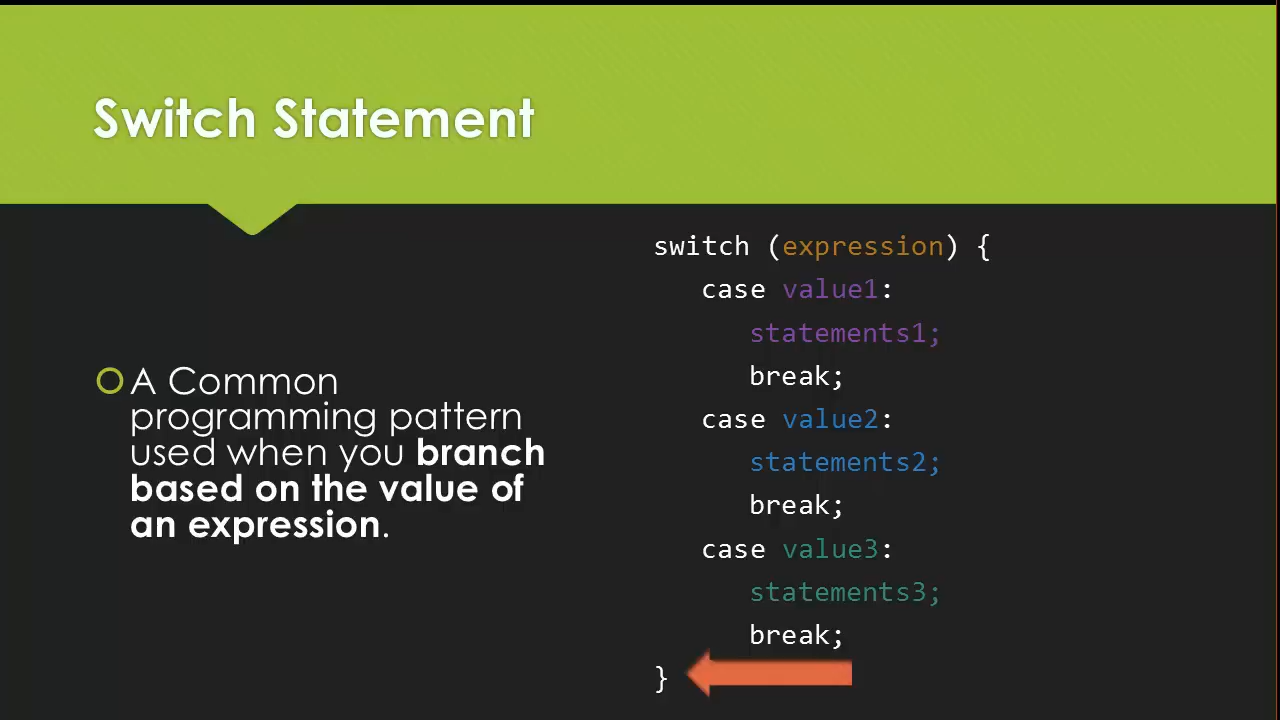 Switch Statement
A Common
programming pattern
used when you branch
based on the value of
an expression.
switch (expression) {
case value1:
statements1;
break;
case value2:
statements2;
break;
case value3:
statements3;
break;
}